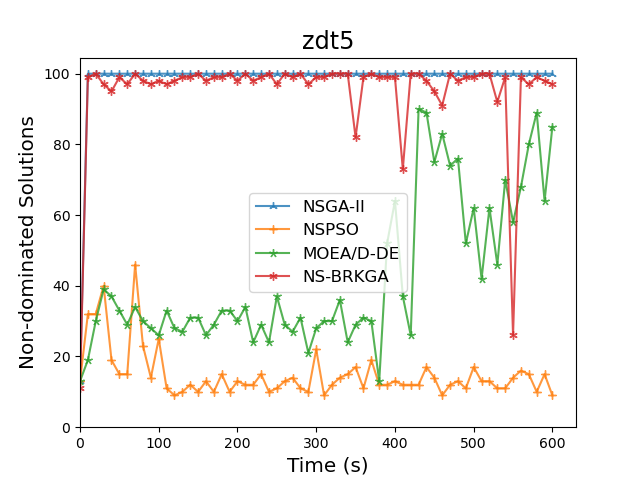 zdt5
Non-dominated Solutions
100
80
60
40
20
0
NSGA-II
NSPSO
MOEA/D-DE
NS-BRKGA
0 100 200 300 400 500 600
Time (s)